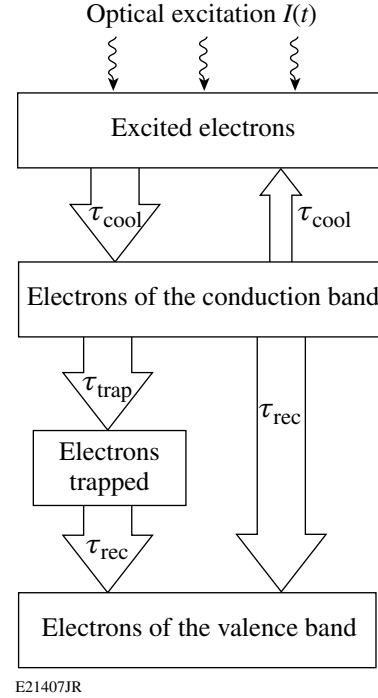 Optical excitation I(t)
Excited electrons
τcool
τcool
Electrons of the conduction band
τtrap
τrec
Electrons
trapped
τrec
Electrons of the valence band
E21407JR